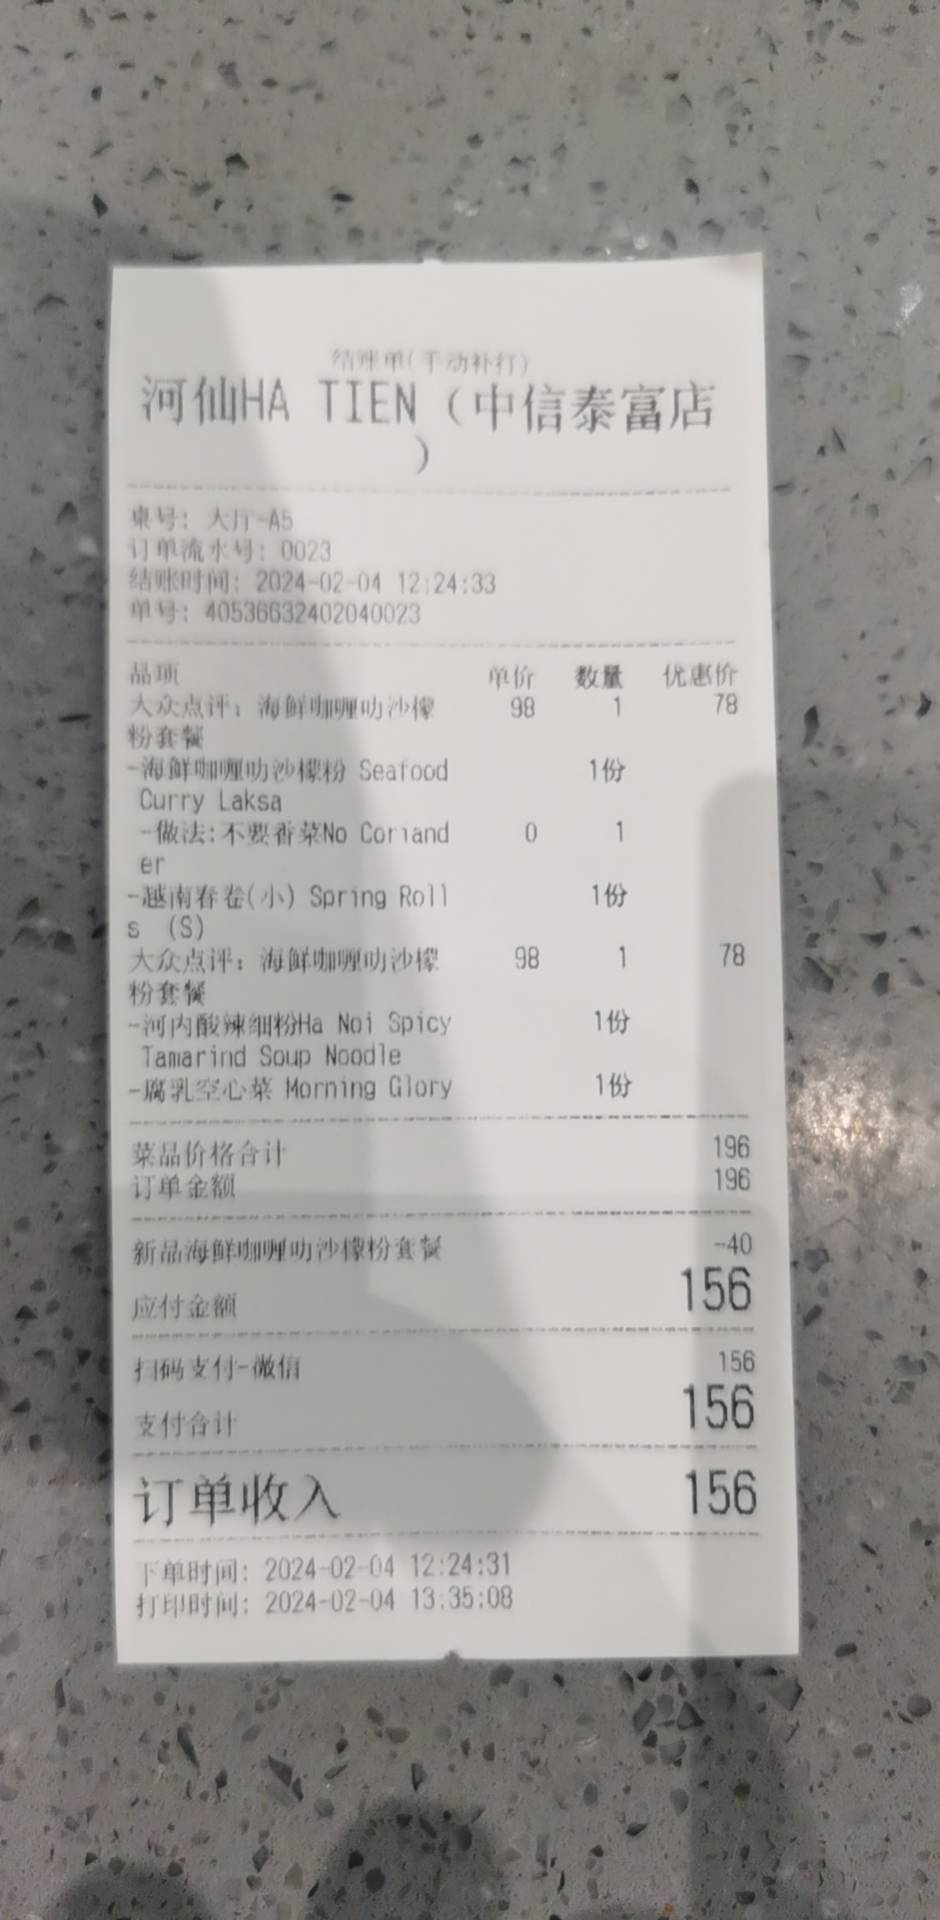 结账单(手动补打)
河仙HA TIEN（中信泰富店
）
桌号: 大厅-A5
订单流水号: 0023
结账时间: 2024-02-04 12:24:33
单号: 40536632402040023
品项 单价 数量 优惠价
大众点评：海鲜咖喱叻沙檬 98 1 78
粉套餐
-海鲜咖喱叻沙檬粉 Seafood 1份
Curry Laksa
-做法:不要香菜No Coriand 0 1
er
-越南春卷(小) Spring Roll 1份
s (S)
大众点评：海鲜咖喱叻沙檬 98 1 78
粉套餐
-河内酸辣细粉Ha Noi Spicy 1份
Tamarind Soup Noodle
-腐乳空心菜 Morning Glory 1份
菜品价格合计 196
订单金额 196
新品海鲜咖喱叻沙檬粉套餐 -40
应付金额 156
扫码支付-微信 156
支付合计 156
订单收入 156
下单时间: 2024-02-04 12:24:31
打印时间: 2024-02-04 13:35:08